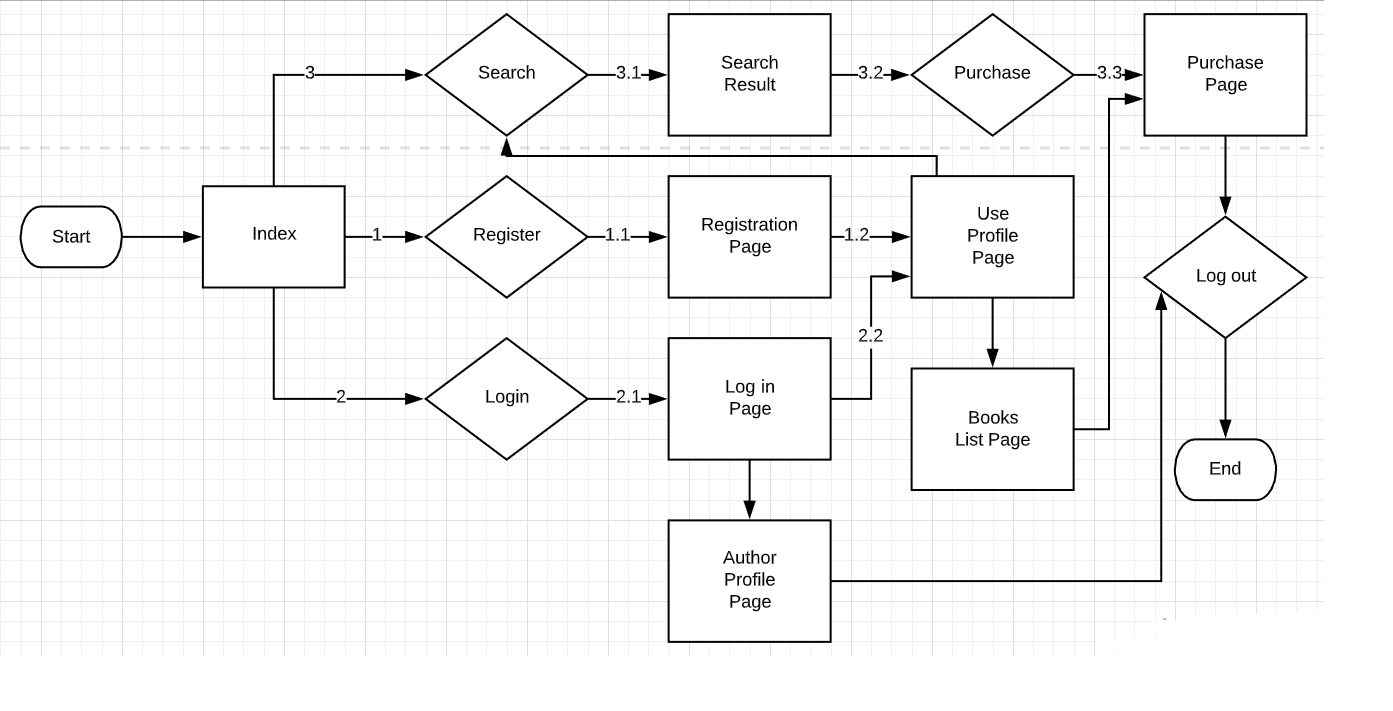 3
Search
3.1
Search
Result
3.2
Purchase
3.3
Purchase
Page
Start
Index
1
Register
1.1
Registration
Page
1.2
Use
Profile
Page
Log out
2
Login
2.1
Log in
Page
2.2
Books
List Page
End
Author
Profile
Page